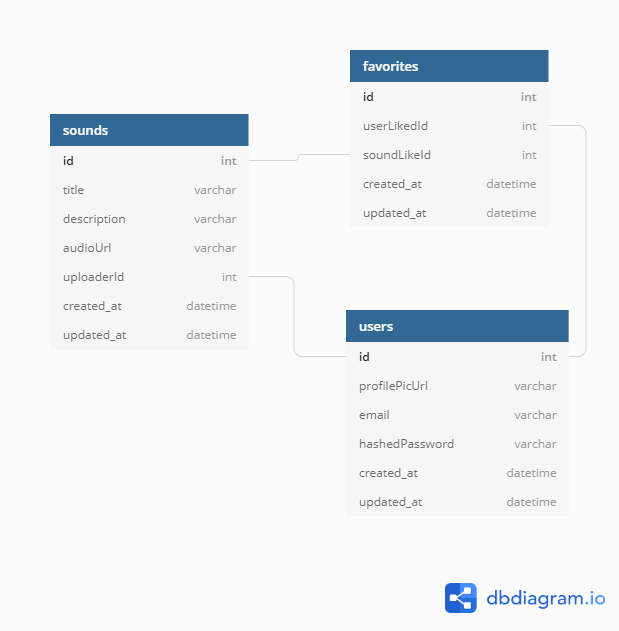 favorites
id int
userLikedId int
soundLikeId int
created_at datetime
updated_at datetime
sounds
id int
title varchar
description varchar
audioUrl varchar
uploaderId int
created_at datetime
updated_at datetime
users
id int
profilePicUrl varchar
email varchar
hashedPassword varchar
created_at datetime
updated_at datetime
dbdiagram.io